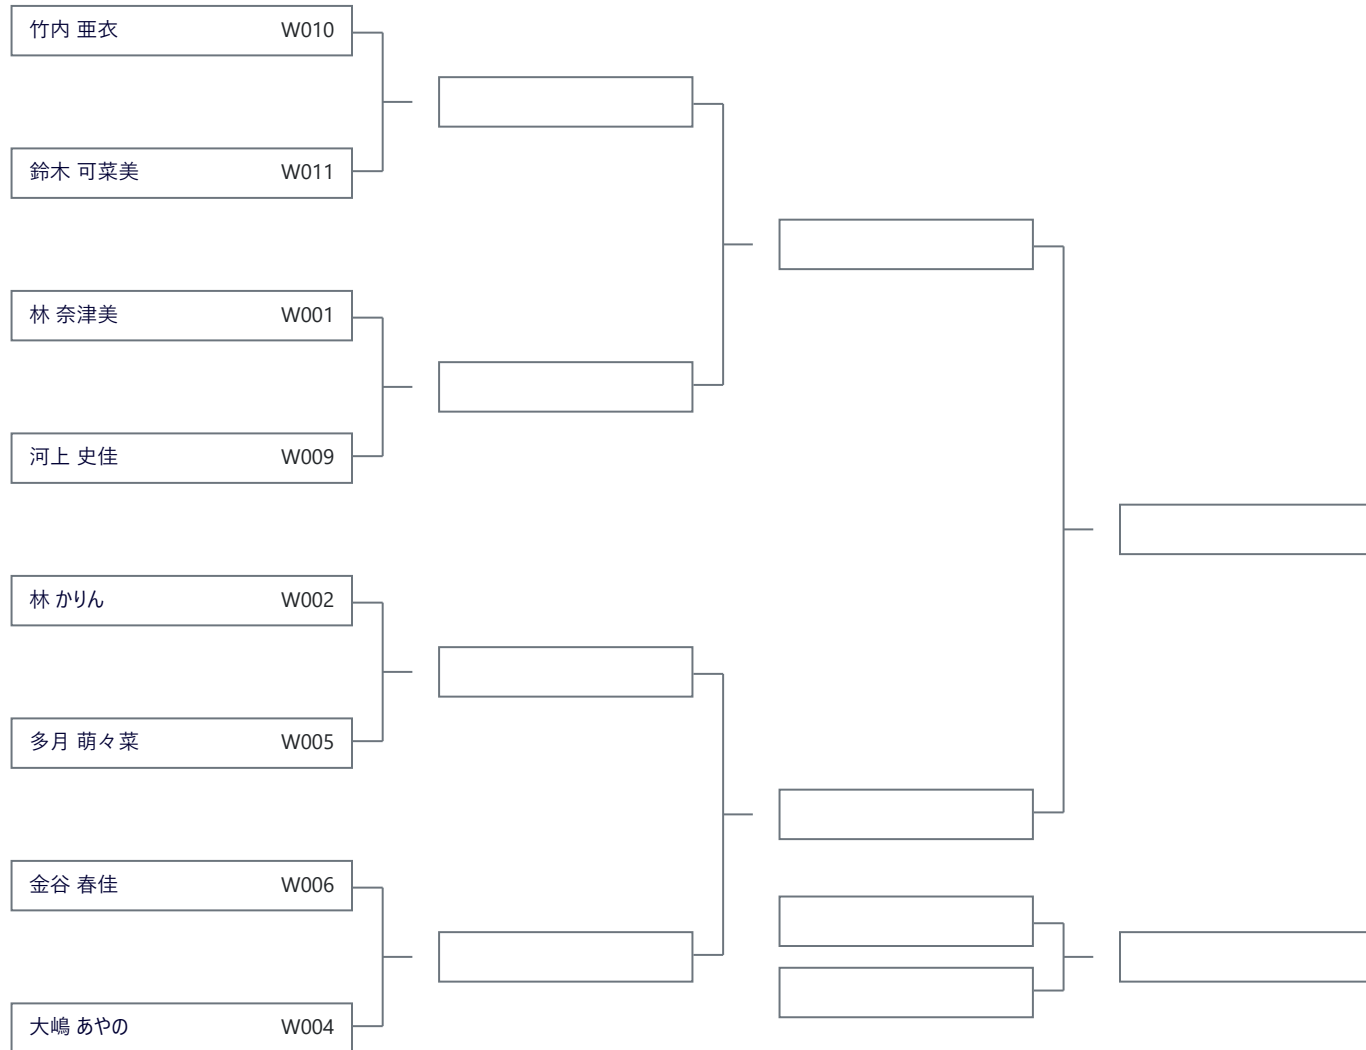 竹内 亜衣 W010
鈴木 可菜美 W011
林 奈津美 W001
河上 史佳 W009
林 かりん W002
多月 萌々菜 W005
金谷 春佳 W006
大嶋 あやの W004